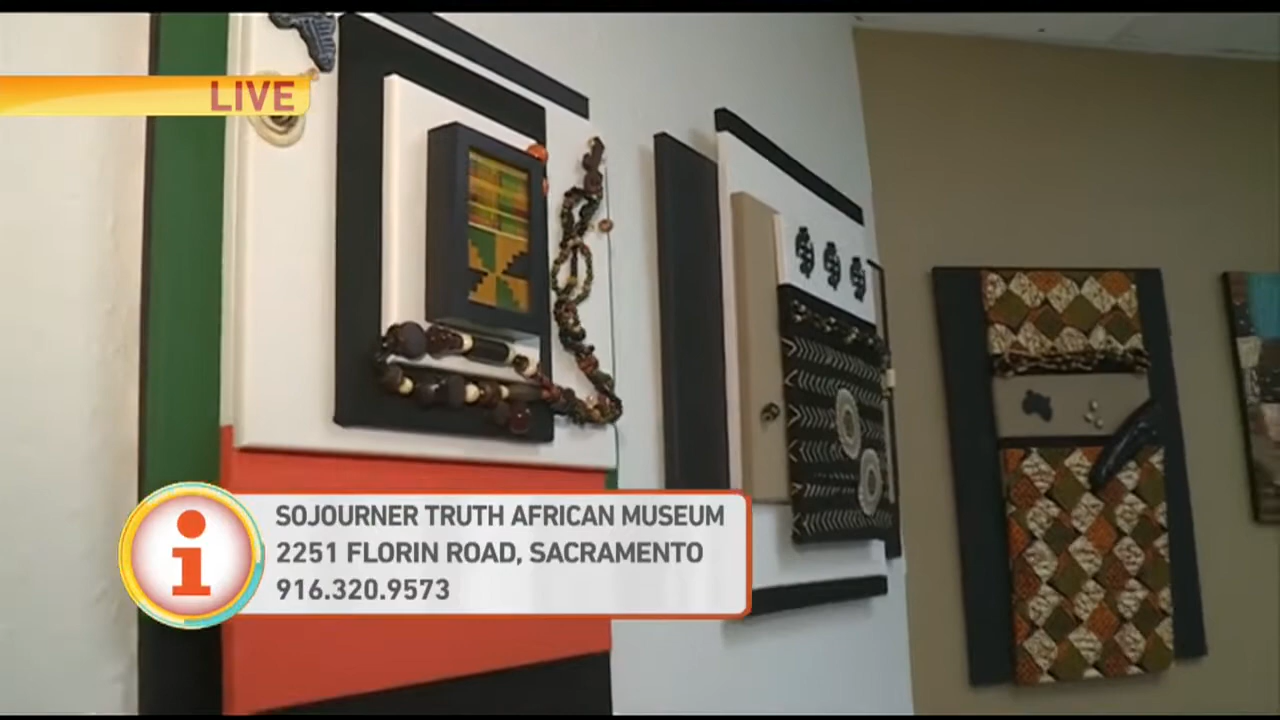 LIVE
SOJOURNER TRUTH AFRICAN MUSEUM
2251 FLORIN ROAD, SACRAMENTO
916.320.9573